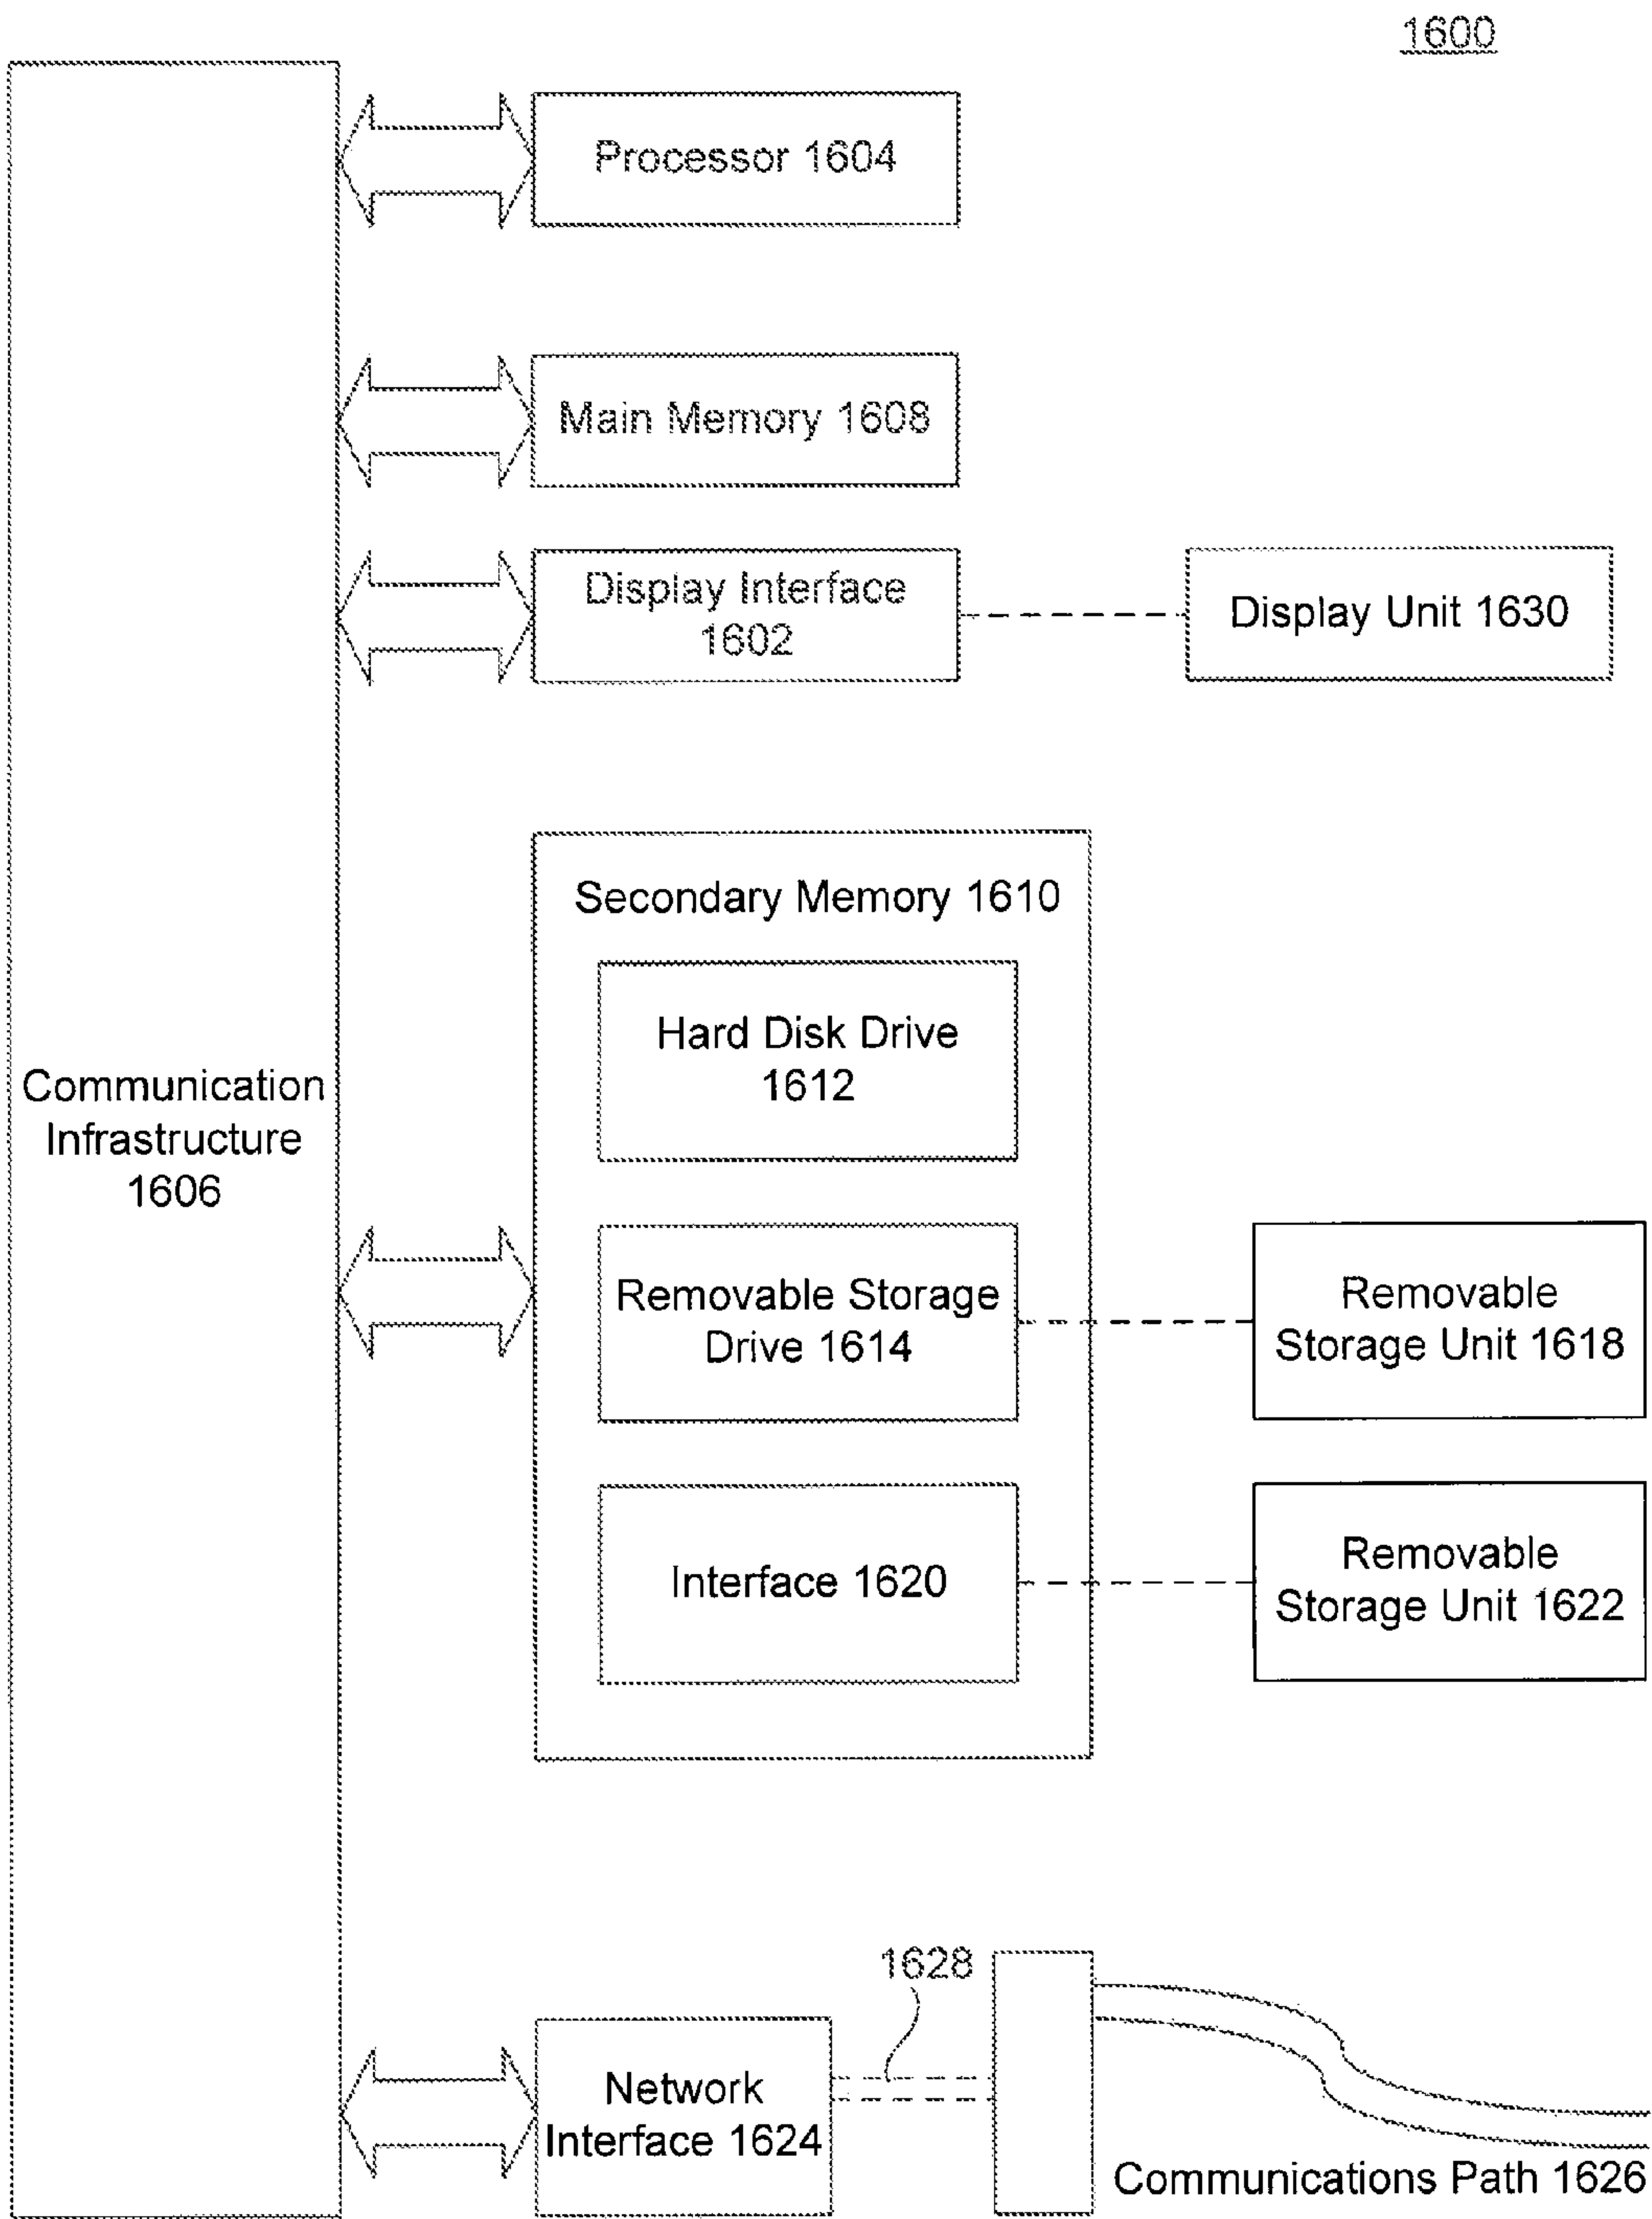 1600
Processor 1604
Main Memory 1608
Display Interface
1602
Display Unit 1630
Secondary Memory 1610
Hard Disk Drive
1612
Communication
Infrastructure
1606
Removable Storage
Drive 1614
Removable
Storage Unit 1618
Interface 1620
Removable
Storage Unit 1622
1628
Network
Interface 1624
Communications Path 1626